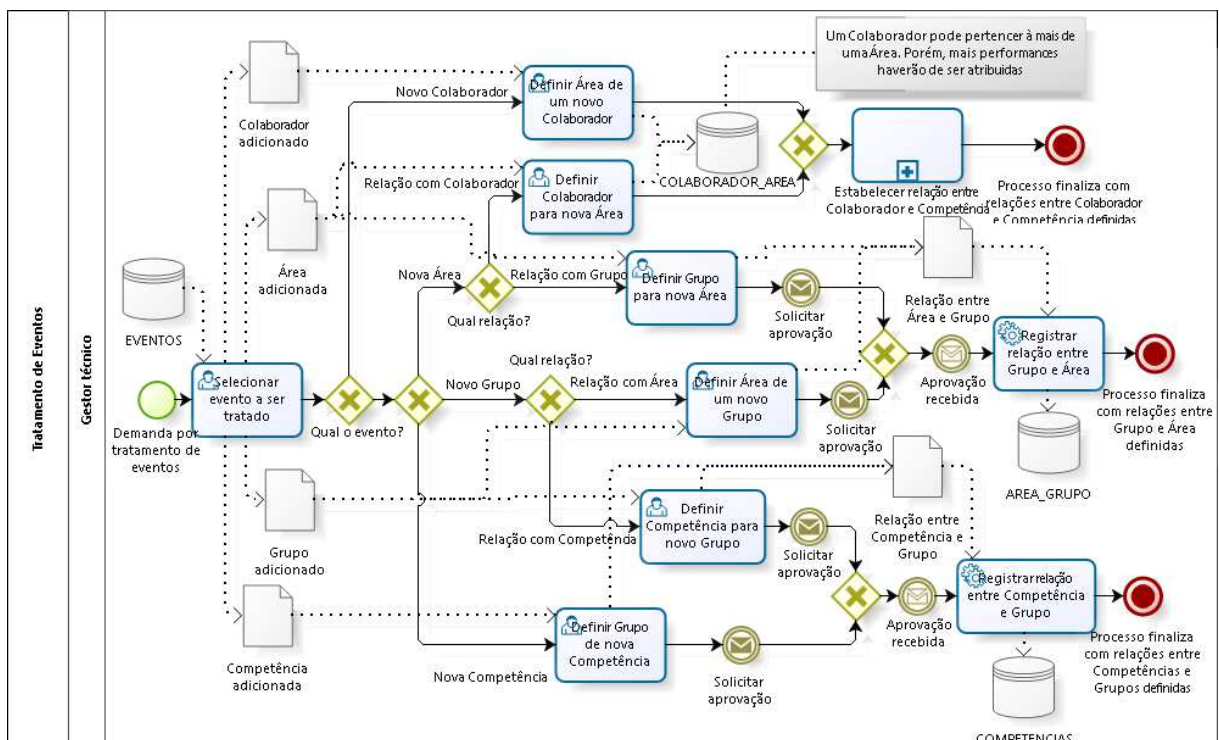 Tratamento de Eventos
Gestor técnico
Um Colaborador pode pertencer à mais de
uma Área. Porém, mais performances
haverão de ser atribuidas
Colaborador
adicionado
Novo Colaborador
Definir Área de
um novo
Colaborador
COLABORADOR_AREA
Relação com Colaborador
Definir
Colaborador
para nova Área
Estabelecer relação entre
Colaborador e Competência
Processo finaliza com
relações entre Colaborador
e Competência definidas
Área
adicionada
Nova Área
Qual relação?
Relação com Grupo
Definir Grupo
para nova Área
Solicitar
aprovação
Relação entre
Área e Grupo
EVENTOS
Demanda por
tratamento de
eventos
Selecionar
evento a ser
tratado
Qual o evento?
Novo Grupo
Qual relação?
Relação com Área
Definir Área de
um novo
Grupo
Solicitar
aprovação
Aprovação
recebida
Registrar
relação entre
Grupo e Área
Processo finaliza
com relações entre
Grupo e Área
definidas
AREA_GRUPO
Grupo
adicionado
Relação com Competência
Definir
Competência para
novo Grupo
Solicitar
aprovação
Relação entre
Competência e
Grupo
Competência
adicionada
Nova Competência
Definir Grupo
de nova
Competência
Solicitar
aprovação
Aprovação
recebida
Registrar relação
entre Competência
e Grupo
Processo finaliza
com relações entre
Competências e
Grupos definidas
COMPETENCIAS